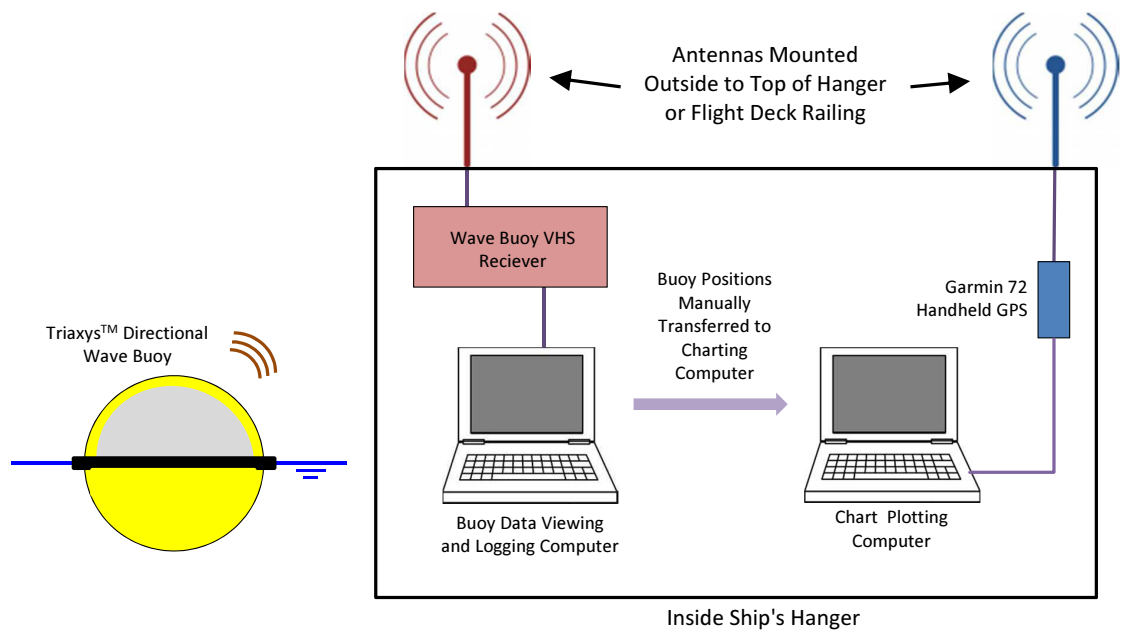 Antennas Mounted
Outside to Top of Hanger
or Flight Deck Railing
Wave Buoy VHS
Reciever
Buoy Positions
Manually
Transferred to
Charting
Computer
Garmin 72
Handheld GPS
Triaxys™ Directional
Wave Buoy
Buoy Data Viewing
and Logging Computer
Chart Plotting
Computer
Inside Ship's Hanger